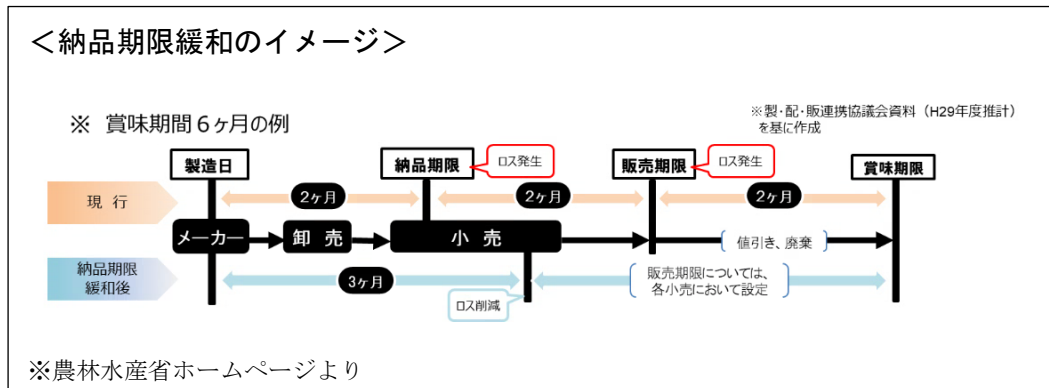 ＜納品期限緩和のイメージ＞
※ 賞味期間６ヶ月の例
※製・配・販連携協議会資料（H29年度推計）
を基に作成
製造日
納品期限
ロス発生
販売期限
ロス発生
賞味期限
現 行
2ヶ月
2ヶ月
2ヶ月
メーカー
卸 売
小 売
値引き、廃棄
納品期限
緩和後
3ヶ月
ロス削減
販売期限については、
各小売において設定
※農林水産省ホームページより